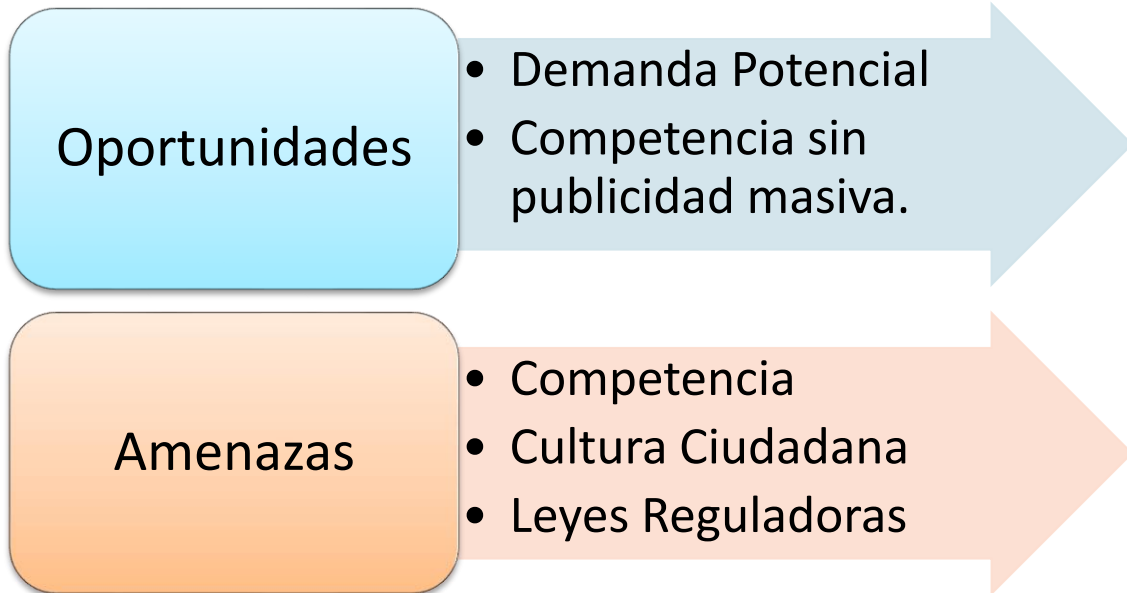 Oportunidades
• Demanda Potencial
• Competencia sin
publicidad masiva.
Amenazas
• Competencia
• Cultura Ciudadana
• Leyes Reguladoras